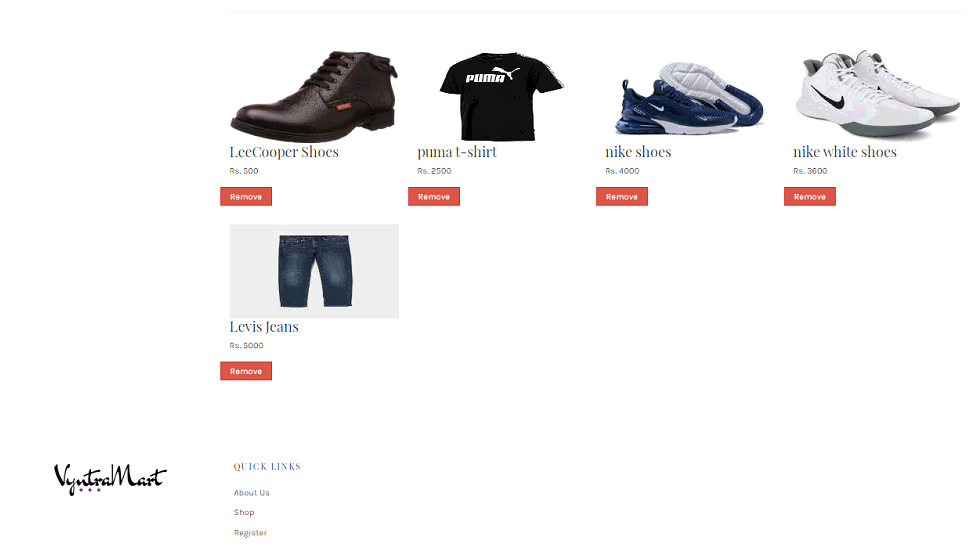 PUMA
LeeCooper Shoes
puma t-shirt
nike shoes
nike white shoes
Rs. 500
Rs. 2500
Rs. 4000
Rs. 3600
Remove
Remove
Remove
Remove
Levis Jeans
Rs. 5000
Remove
VyntraMart
QUICK LINKS
About Us
Shop
Register